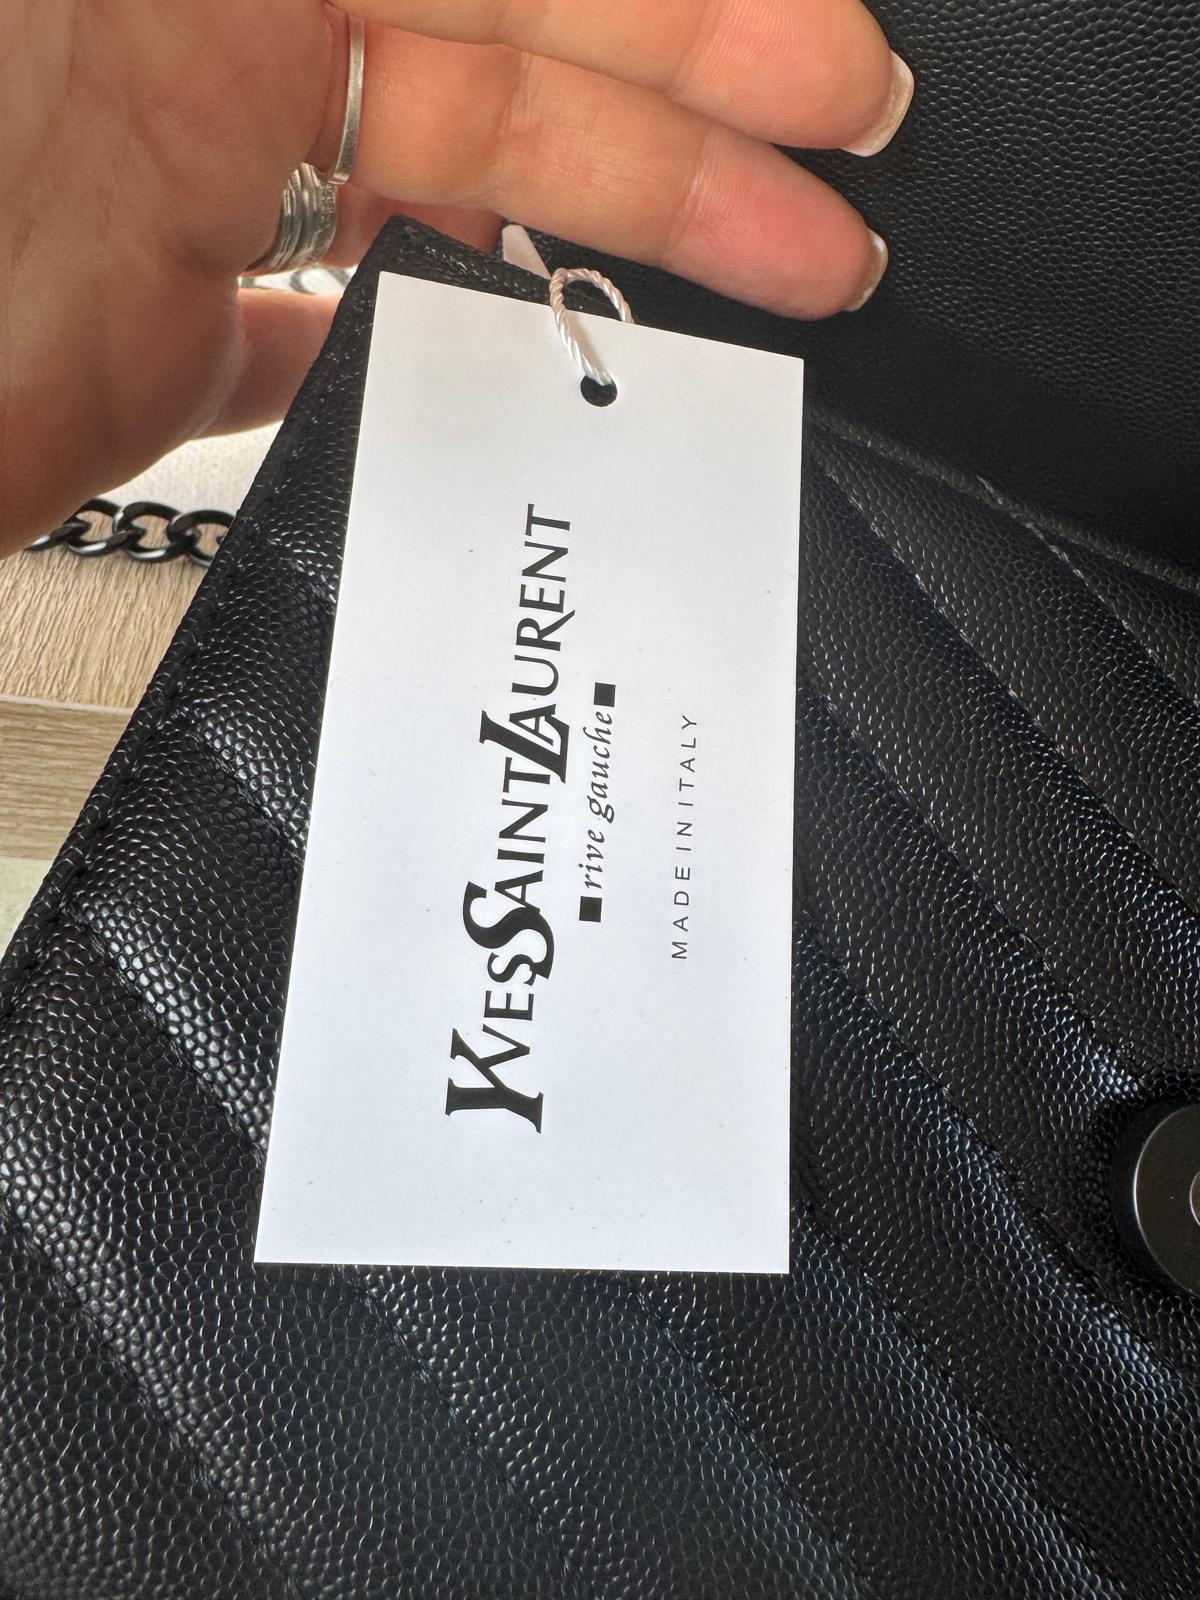 YVESSAINTLAURENT
■rive gauche■
MADE IN ITALY